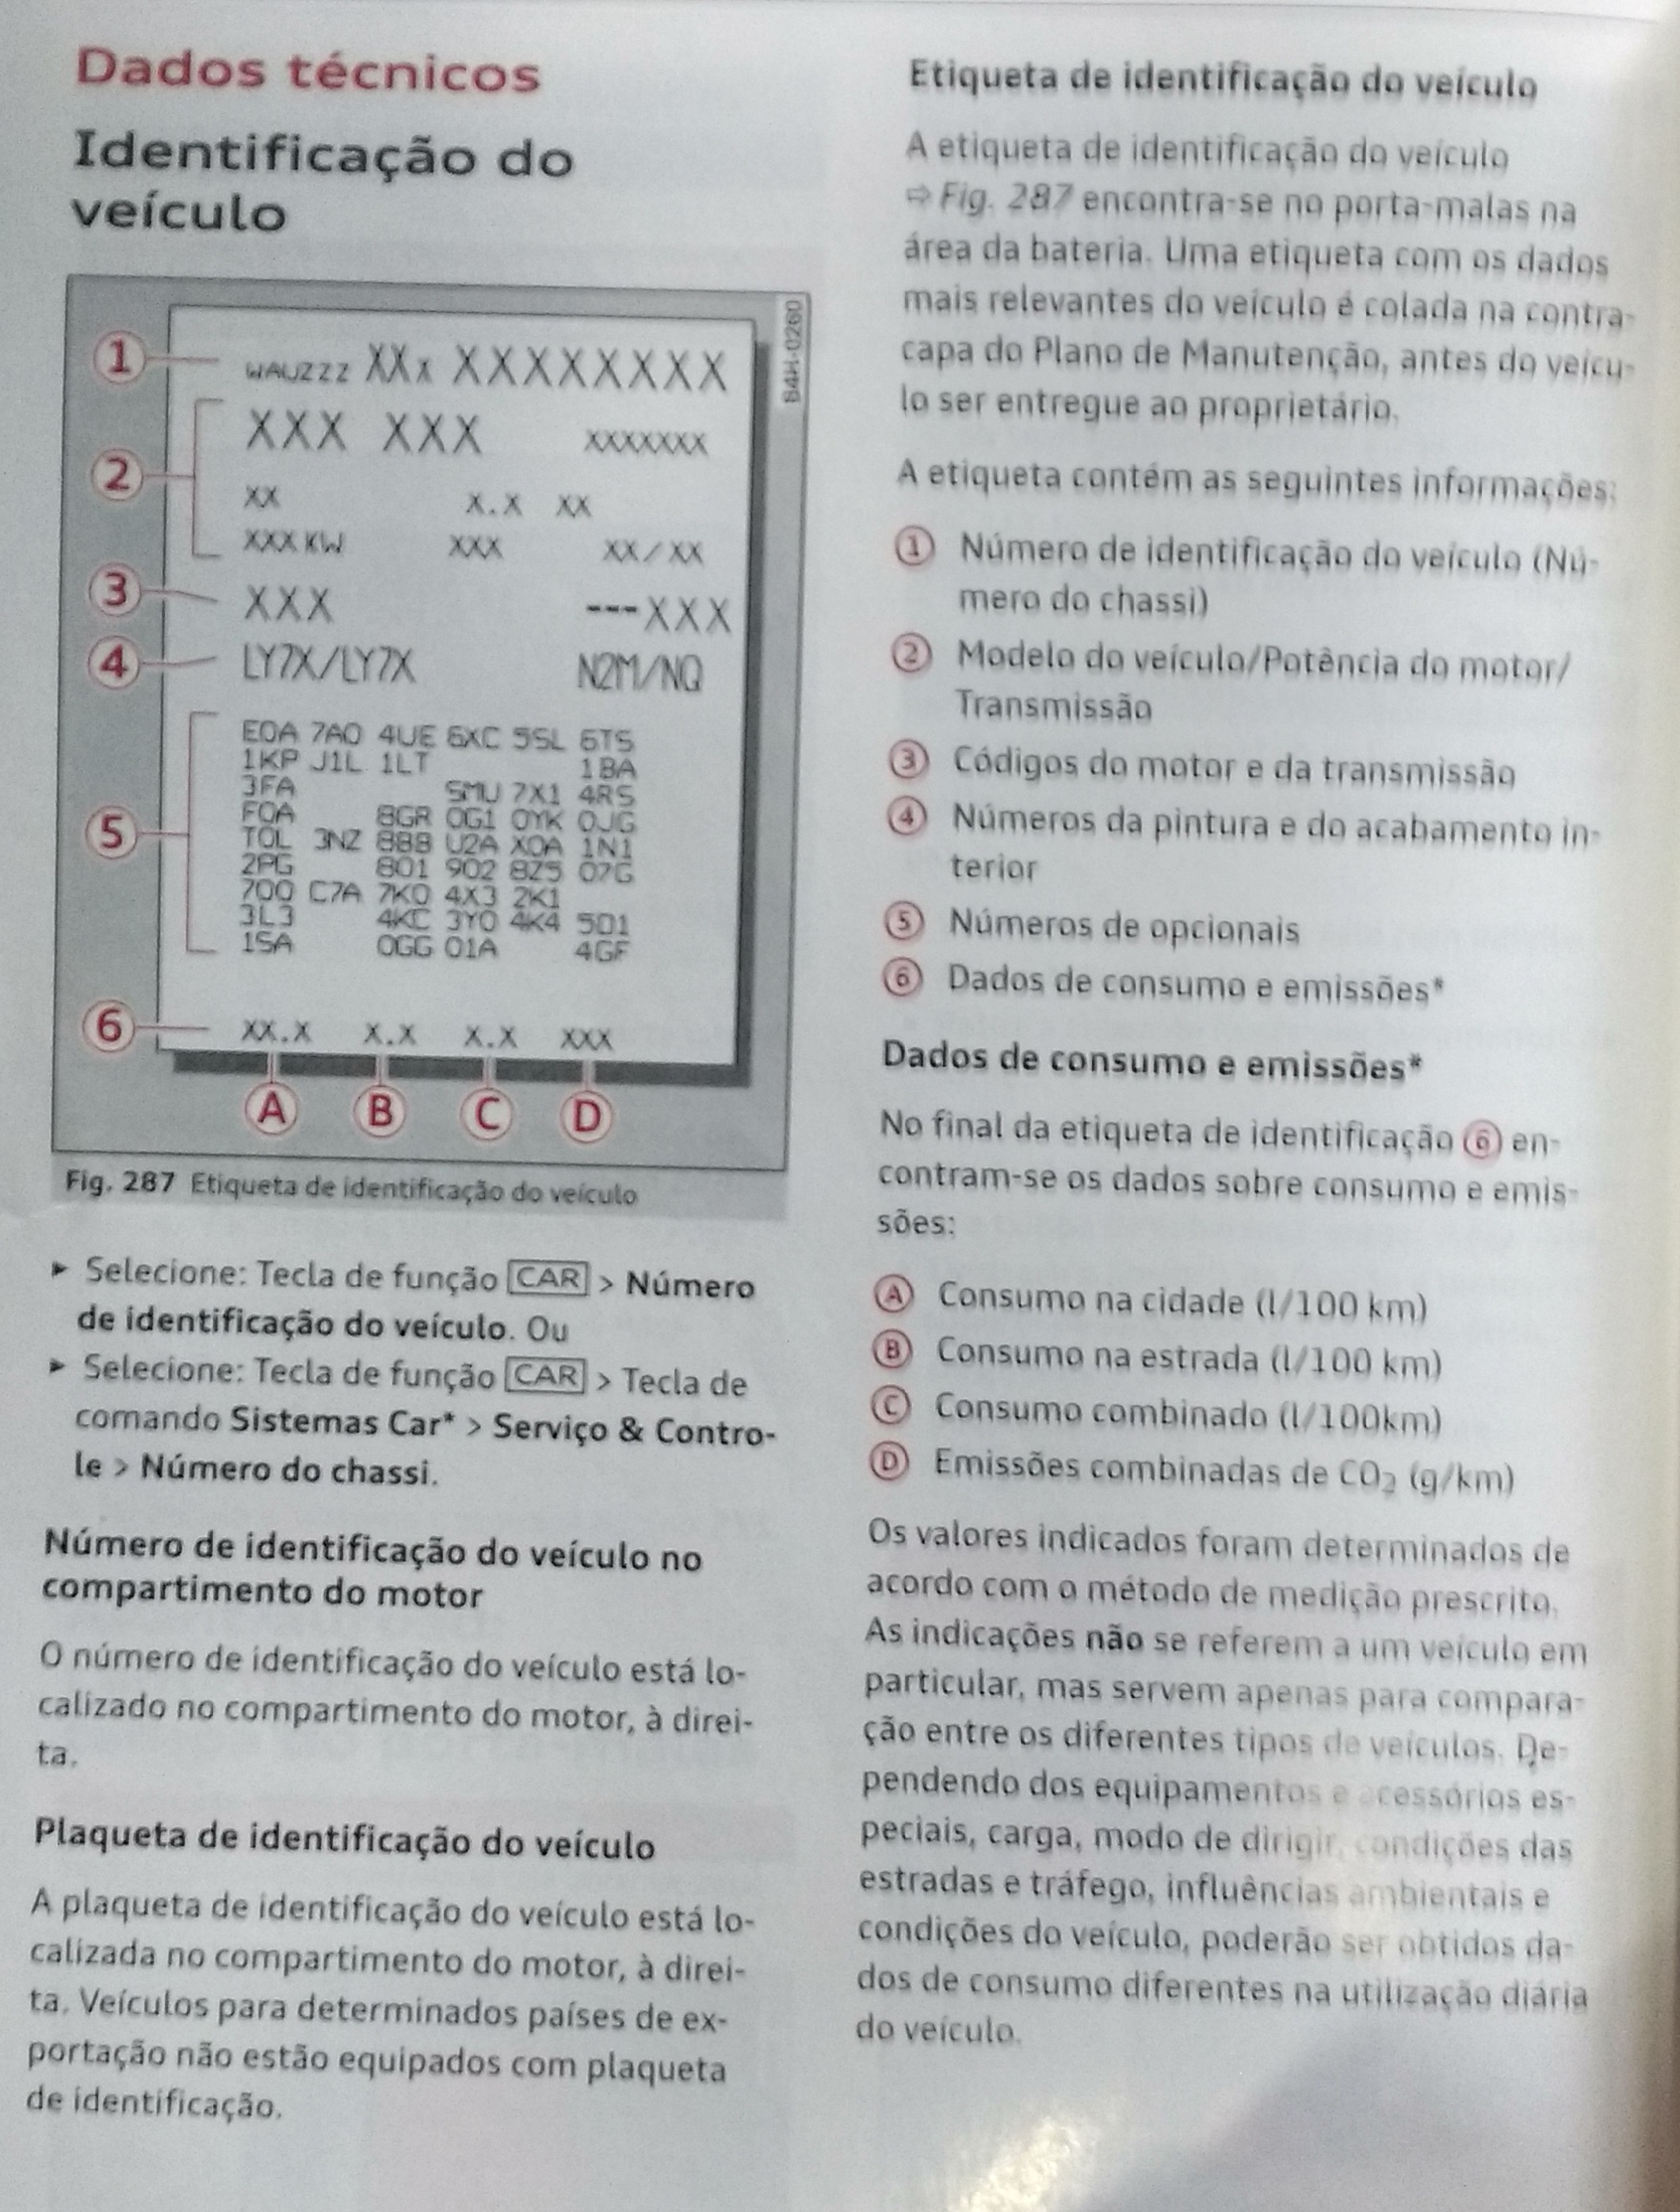 Dados técnicos
Identificação do
veículo
B4H-0260
1 WAUZZZ XXX XXXXXXXX
2 XXX XXX XXXXXXX
XX X.X XX
XXX KW XXX XX/XX
3 XXX ---XXX
4 LY7X/LY7X N2M/NQ
5
E0A 7A0 4UE 6XC 5SL 6TS
1KP J1L 1LT 1BA
3FA 5MU 7X1 4RS
F0A 8GR 0G1 0YK 0JG
T0L 3NZ 8BB U2A X0A 1N1
2PG 801 902 8Z5 07G
700 C7A 7K0 4X3 2K1
3L3 4KC 3Y0 4K4 5D1
1SA 0GG 01A 4GF
6 XX.X X.X X.X XXX
A B C D
Fig. 287 Etiqueta de identificação do veículo
► Selecione: Tecla de função CAR > Número
de identificação do veículo. Ou
► Selecione: Tecla de função CAR > Tecla de
comando Sistemas Car* > Serviço & Contro-
le > Número do chassi.
Número de identificação do veículo no
compartimento do motor
O número de identificação do veículo está lo-
calizado no compartimento do motor, à direi-
ta.
Plaqueta de identificação do veículo
A plaqueta de identificação do veículo está lo-
calizada no compartimento do motor, à direi-
ta. Veículos para determinados países de ex-
portação não estão equipados com plaqueta
de identificação.
Etiqueta de identificação do veículo
A etiqueta de identificação do veículo
⇨ Fig. 287 encontra-se no porta-malas na
área da bateria. Uma etiqueta com os dados
mais relevantes do veículo é colada na contra-
capa do Plano de Manutenção, antes do veícu-
lo ser entregue ao proprietário.
A etiqueta contém as seguintes informações:
① Número de identificação do veículo (Nú-
mero do chassi)
② Modelo do veículo/Potência do motor/
Transmissão
③ Códigos do motor e da transmissão
④ Números da pintura e do acabamento in-
terior
⑤ Números de opcionais
⑥ Dados de consumo e emissões*
Dados de consumo e emissões*
No final da etiqueta de identificação ⑥ en-
contram-se os dados sobre consumo e emis-
sões:
Ⓐ Consumo na cidade (l/100 km)
Ⓑ Consumo na estrada (l/100 km)
Ⓒ Consumo combinado (l/100km)
Ⓓ Emissões combinadas de CO₂ (g/km)
Os valores indicados foram determinados de
acordo com o método de medição prescrito.
As indicações não se referem a um veículo em
particular, mas servem apenas para compara-
ção entre os diferentes tipos de veículos. De-
pendendo dos equipamentos e acessórios es-
peciais, carga, modo de dirigir, condições das
estradas e tráfego, influências ambientais e
condições do veículo, poderão ser obtidos da-
dos de consumo diferentes na utilização diária
do veículo.